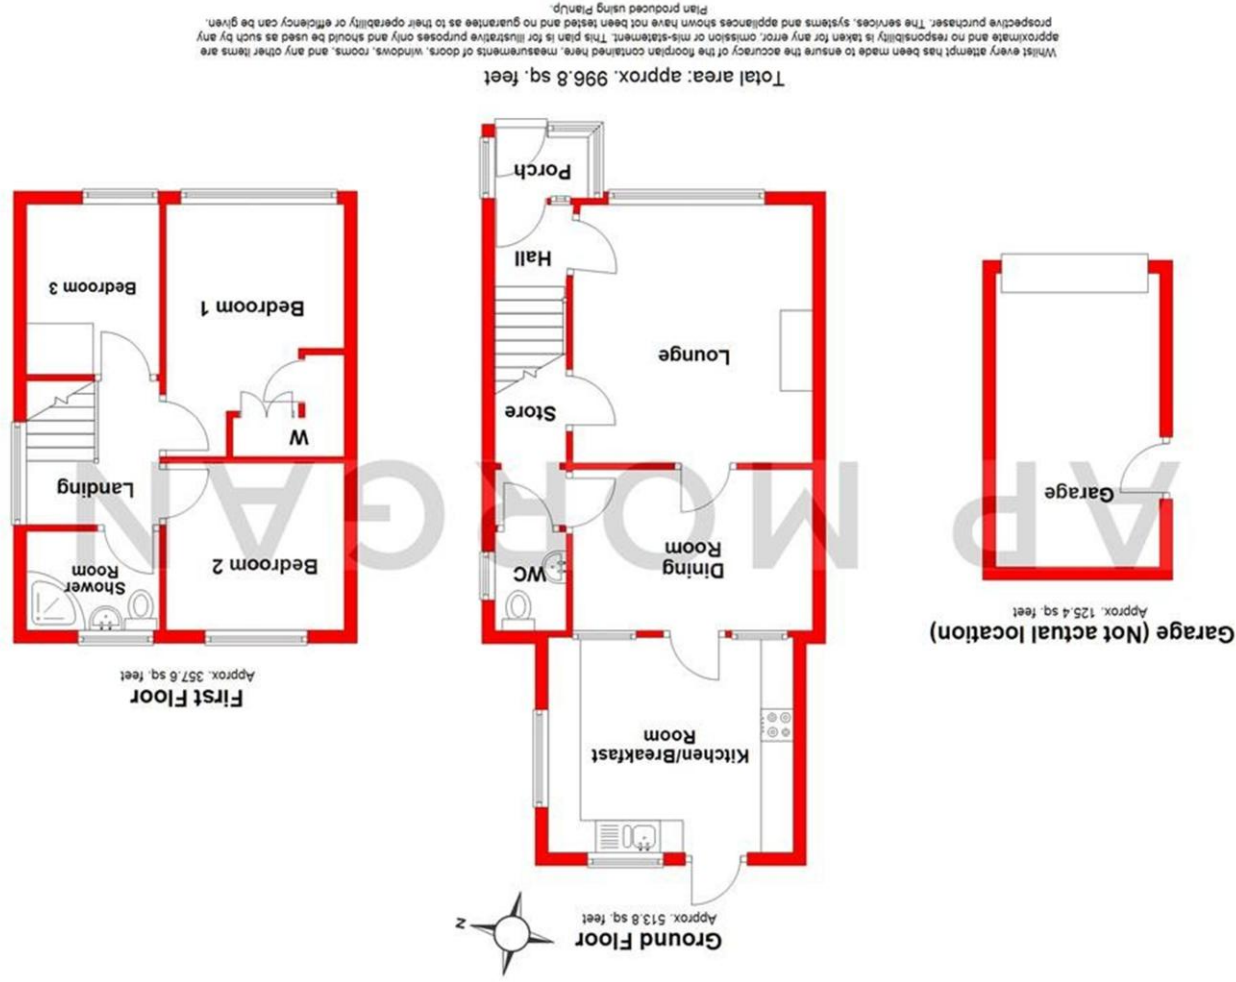 Ground Floor
Approx. 513.8 sq. feet
N
Kitchen/Breakfast
Room
Dining
Room
WC
Store
Lounge
Hall
Porch
First Floor
Approx. 357.6 sq. feet
Shower
Room
Bedroom 2
Landing
W
Bedroom 1
Bedroom 3
Garage (Not actual location)
Approx. 125.4 sq. feet
Garage
AP MORGAN
Total area: approx. 996.8 sq. feet
Whilst every attempt has been made to ensure the accuracy of the floorplan contained here, measurements of doors, windows, rooms, and any other items are
approximate and no responsibility is taken for any error, omission or mis-statement. This plan is for illustrative purposes only and should be used as such by any
prospective purchaser. The services, systems and appliances shown have not been tested and no guarantee as to their operability or efficiency can be given.
Plan produced using PlanUp.